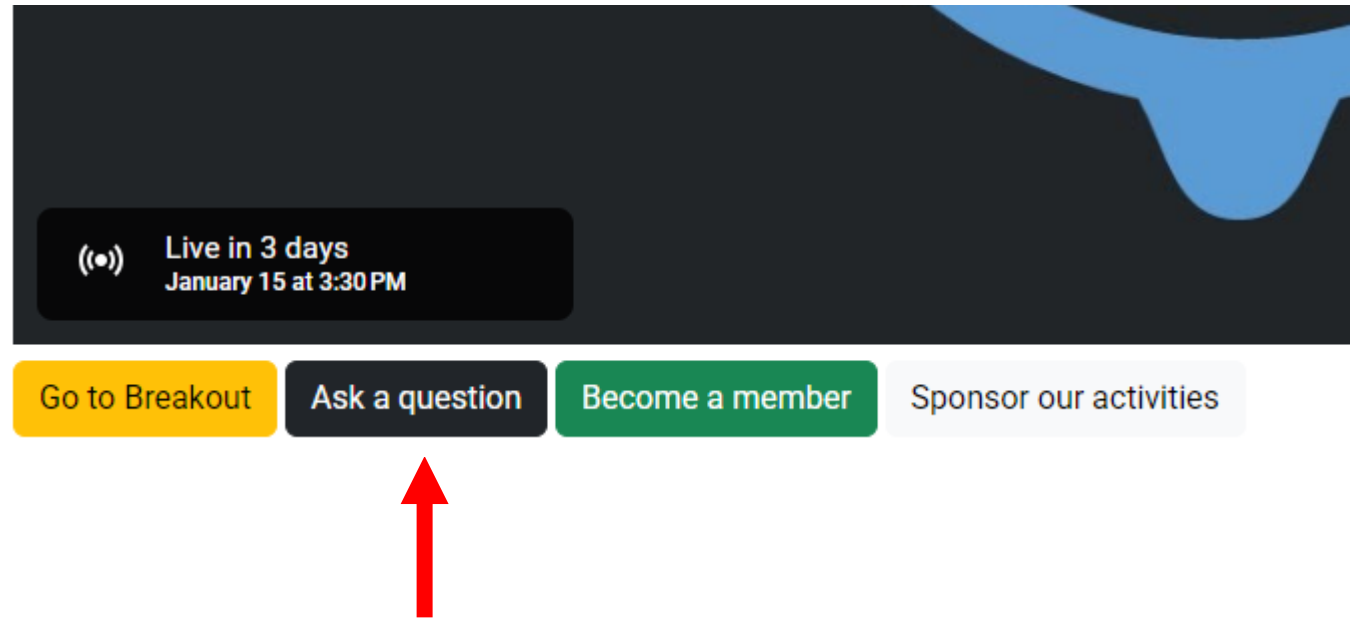 Live in 3 days
January 15 at 3:30 PM
Go to Breakout
Ask a question
Become a member
Sponsor our activities